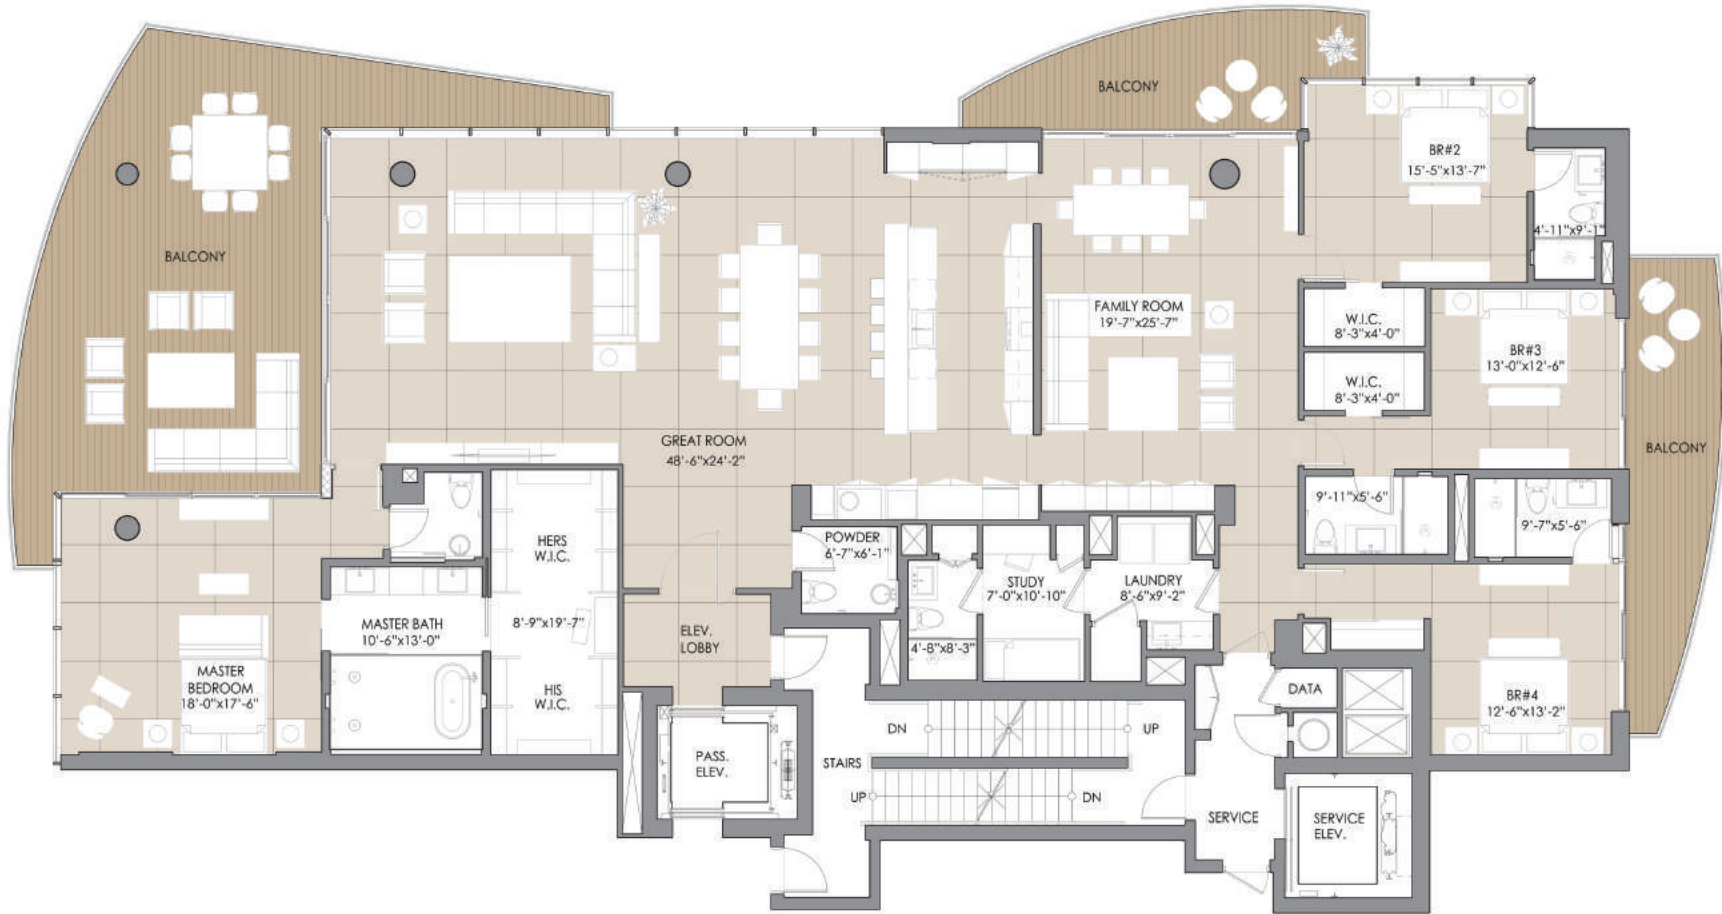 BALCONY
BALCONY
BALCONY
BALCONY
GREAT ROOM
48'-6"x24'-2"
FAMILY ROOM
19'-7"x25'-7"
BR#2
15'-5"x13'-7"
4'-11"x9'-1"
W.I.C.
8'-3"x4'-0"
W.I.C.
8'-3"x4'-0"
BR#3
13'-0"x12'-6"
9'-11"x5'-6"
9'-7"x5'-6"
HERS
W.I.C.
8'-9"x19'-7"
HIS
W.I.C.
MASTER BATH
10'-6"x13'-0"
MASTER
BEDROOM
18'-0"x17'-6"
ELEV.
LOBBY
POWDER
6'-7"x6'-1"
4'-8"x8'-3"
STUDY
7'-0"x10'-10"
LAUNDRY
8'-6"x9'-2"
BR#4
12'-6"x13'-2"
DATA
PASS.
ELEV.
STAIRS
DN
UP
UP
DN
SERVICE
SERVICE
ELEV.